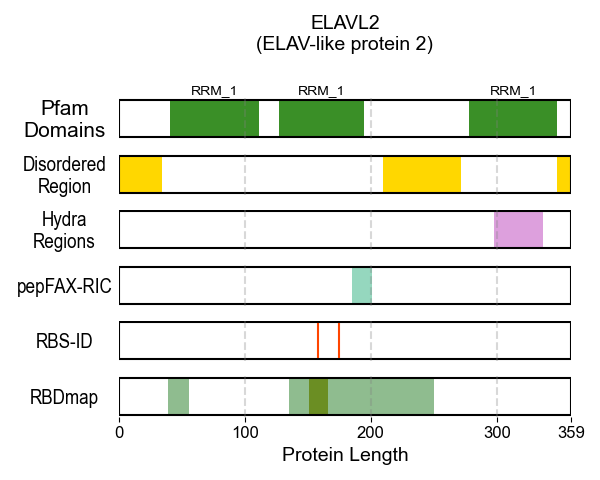 ELAVL2
(ELAV-like protein 2)
RRM_1 RRM_1 RRM_1
Pfam
Domains
Disordered
Region
Hydra
Regions
pepFAX-RIC
RBS-ID
RBDmap
0 100 200 300 359
Protein Length